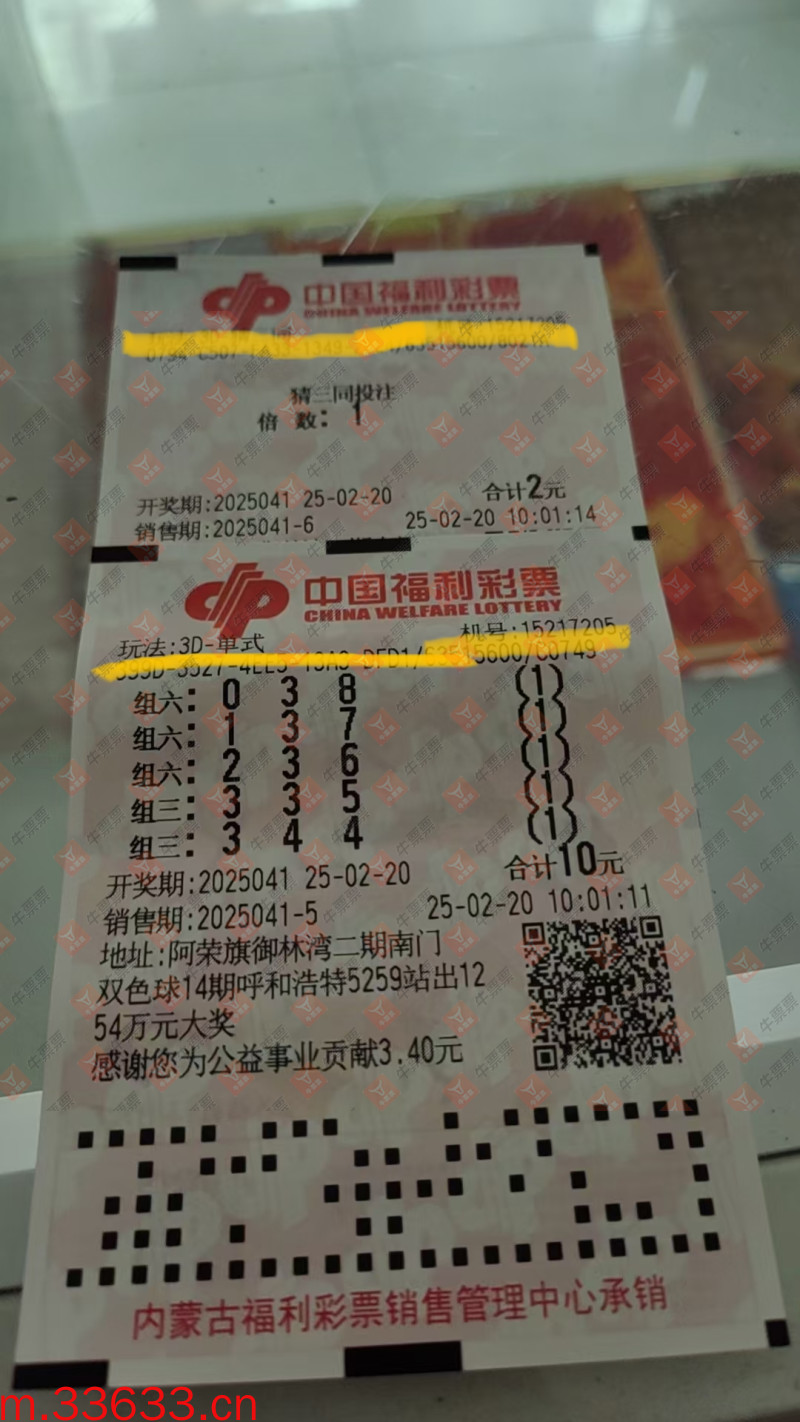 中国福利彩票
CHINA WELFARE LOTTERY
猜三同投注
倍 数: 1
合计2元
开奖期:2025041 25-02-20
销售期:2025041-6 25-02-20 10:01:14
中国福利彩票
CHINA WELFARE LOTTERY
玩法:3D-单式 机号:15217205
组六: 0 3 8 (1)
组六: 1 3 7 (1)
组六: 2 3 6 (1)
组三: 3 3 5 (1)
组三: 3 4 4 (1)
合计10元
开奖期:2025041 25-02-20
销售期:2025041-5 25-02-20 10:01:11
地址:阿荣旗御林湾二期南门
双色球14期呼和浩特5259站出12
54万元大奖
感谢您为公益事业贡献3.40元
内蒙古福利彩票销售管理中心承销
牛票票
m.33633.cn